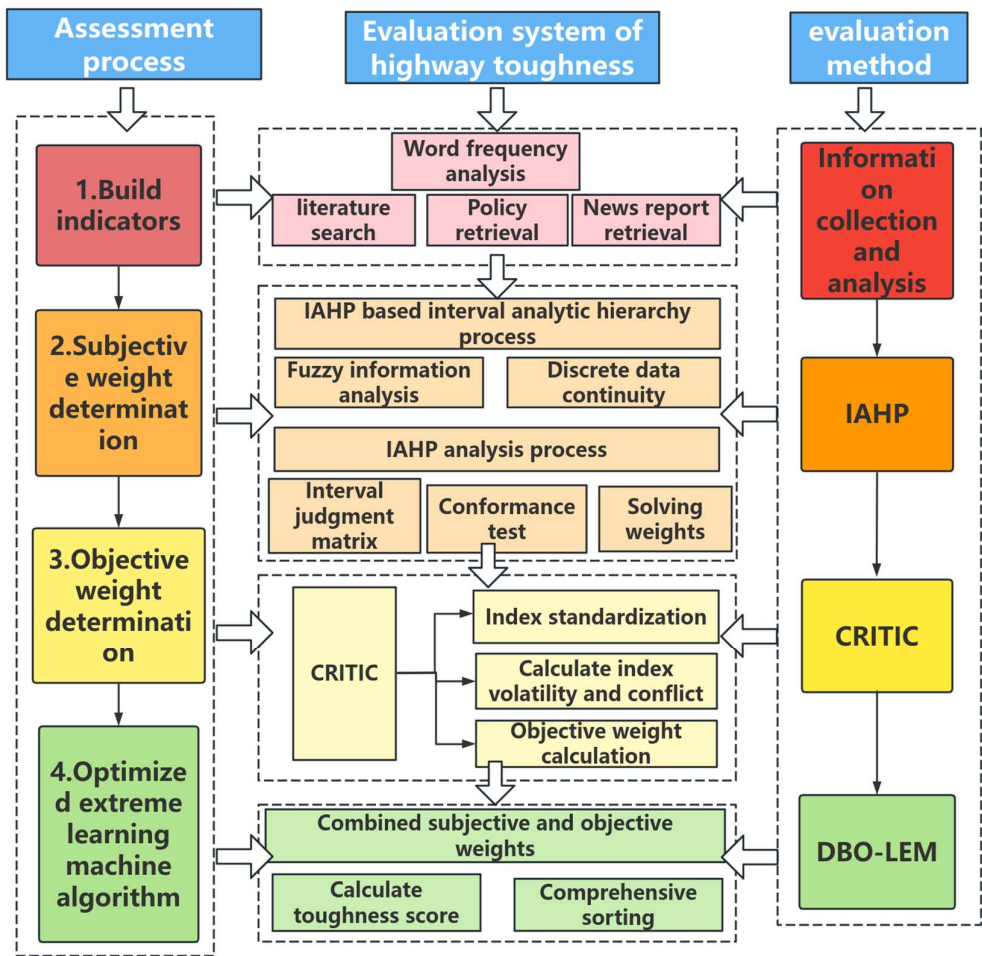 Assessment
process
Evaluation system of
highway toughness
evaluation
method
1.Build
indicators
2.Subjectiv
e weight
determinat
ion
3.Objective
weight
determinati
on
4.Optimize
d extreme
learning
machine
algorithm
Word frequency
analysis
literature
search
Policy
retrieval
News report
retrieval
IAHP based interval analytic hierarchy
process
Fuzzy information
analysis
Discrete data
continuity
IAHP analysis process
Interval
judgment
matrix
Conformance
test
Solving
weights
CRITIC
Index standardization
Calculate index
volatility and conflict
Objective weight
calculation
Combined subjective and objective
weights
Calculate
toughness score
Comprehensive
sorting
Informati
on
collection
and
analysis
IAHP
CRITIC
DBO-LEM